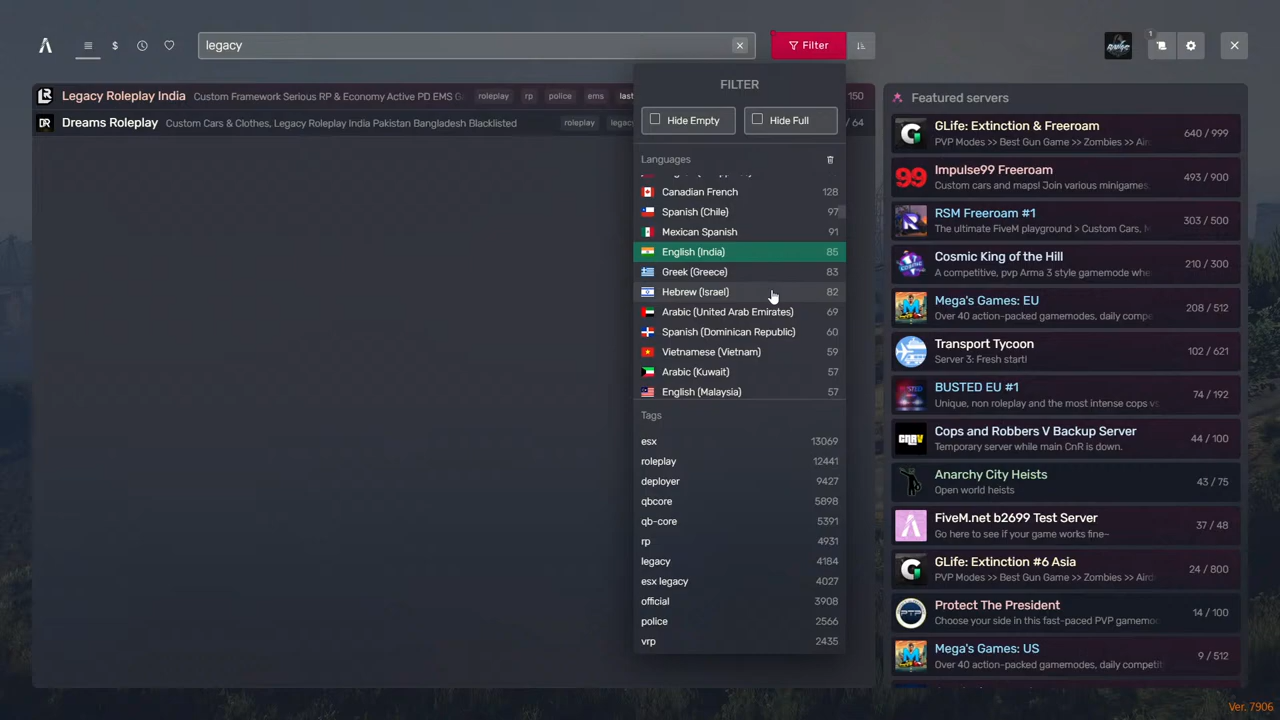 $
legacy
Filter
1
Legacy Roleplay India Custom Framework Serious RP & Economy Active PD EMS G roleplay rp police ems last 150
Dreams Roleplay Custom Cars & Clothes, Legacy Roleplay India Pakistan Bangladesh Blacklisted roleplay legac / 64
FILTER
Hide Empty Hide Full
Languages
Canadian French 128
Spanish (Chile) 97
Mexican Spanish 91
English (India) 85
Greek (Greece) 83
Hebrew (Israel) 82
Arabic (United Arab Emirates) 69
Spanish (Dominican Republic) 60
Vietnamese (Vietnam) 59
Arabic (Kuwait) 57
English (Malaysia) 57
Tags
esx 13069
roleplay 12441
deployer 9427
qbcore 5898
qb-core 5391
rp 4931
legacy 4184
esx legacy 4027
official 3908
police 2566
vrp 2435
Featured servers
GLife: Extinction & Freeroam 640 / 999
PVP Modes >> Best Gun Game >> Zombies >> Air
Impulse99 Freeroam 493 / 900
Custom cars and maps! Join various minigames
RSM Freeroam #1 303 / 500
The ultimate FiveM playground > Custom Cars,
Cosmic King of the Hill 210 / 300
A competitive, pvp Arma 3 style gamemode whe
Mega's Games: EU 208 / 512
Over 40 action-packed gamemodes, daily compe
Transport Tycoon 102 / 621
Server 3: Fresh start!
BUSTED EU #1 74 / 192
Unique, non roleplay and the most intense cops v
Cops and Robbers V Backup Server 44 / 100
Temporary server while main CnR is down.
Anarchy City Heists 43 / 75
Open world heists
FiveM.net b2699 Test Server 37 / 48
Go here to see if your game works fine~
GLife: Extinction #6 Asia 24 / 800
PVP Modes >> Best Gun Game >> Zombies >> Aird
Protect The President 14 / 100
Choose your side in this fast-paced PVP gamemo
Mega's Games: US 9 / 512
Over 40 action-packed gamemodes, daily competi
Ver. 7906